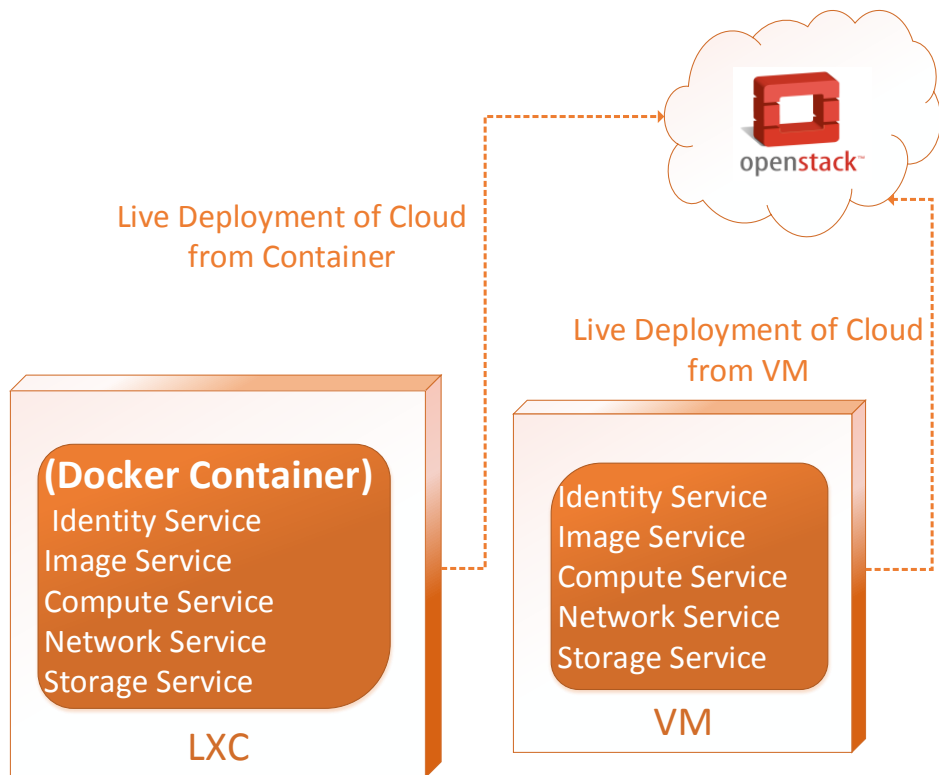 openstack™
Live Deployment of Cloud
from Container
Live Deployment of Cloud
from VM
(Docker Container)
Identity Service
Image Service
Compute Service
Network Service
Storage Service
LXC
Identity Service
Image Service
Compute Service
Network Service
Storage Service
VM